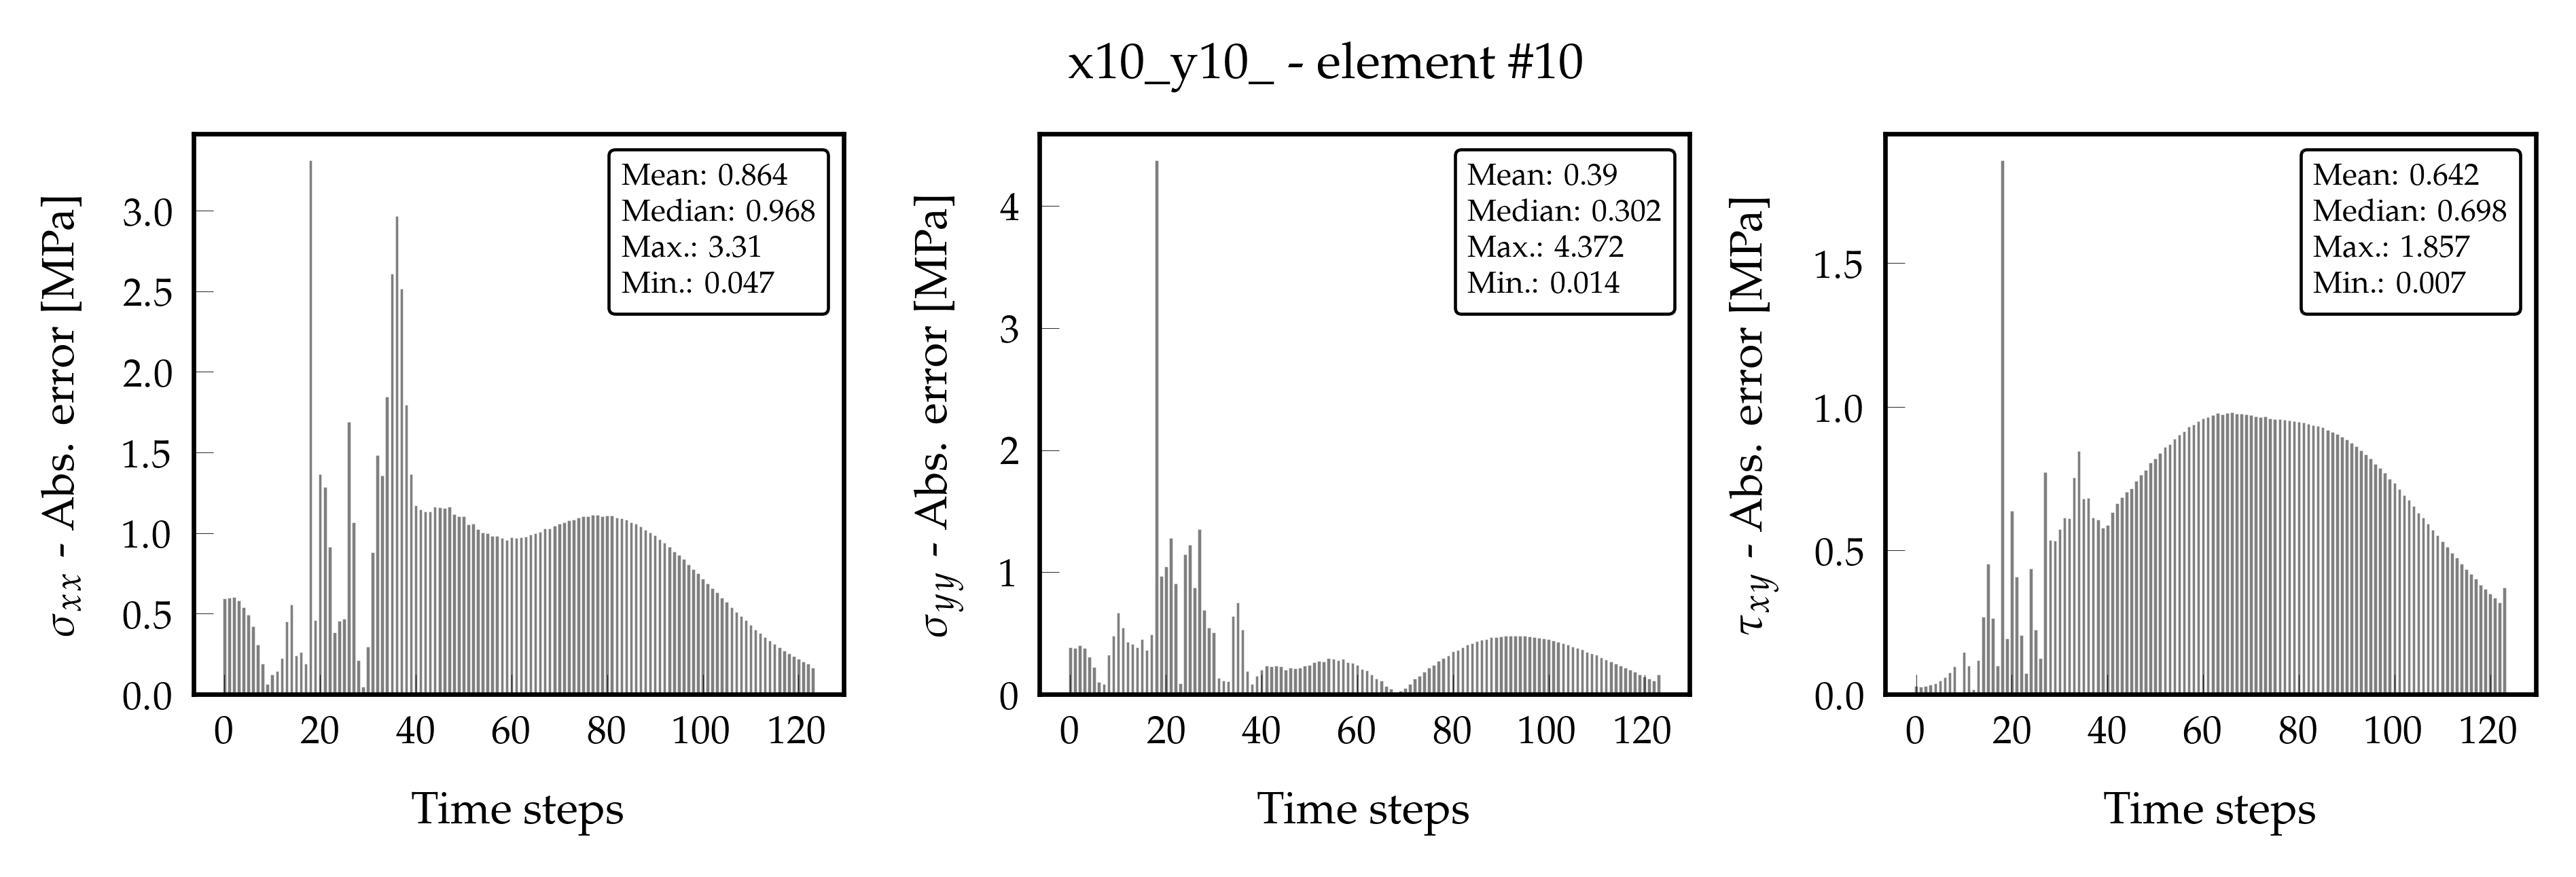 x10_y10_ - element #10
σxx - Abs. error [MPa]
3.0
2.5
2.0
1.5
1.0
0.5
0.0
Mean: 0.864
Median: 0.968
Max.: 3.31
Min.: 0.047
0 20 40 60 80 100 120
Time steps
σyy - Abs. error [MPa]
4
3
2
1
0
Mean: 0.39
Median: 0.302
Max.: 4.372
Min.: 0.014
0 20 40 60 80 100 120
Time steps
τxy - Abs. error [MPa]
1.5
1.0
0.5
0.0
Mean: 0.642
Median: 0.698
Max.: 1.857
Min.: 0.007
0 20 40 60 80 100 120
Time steps